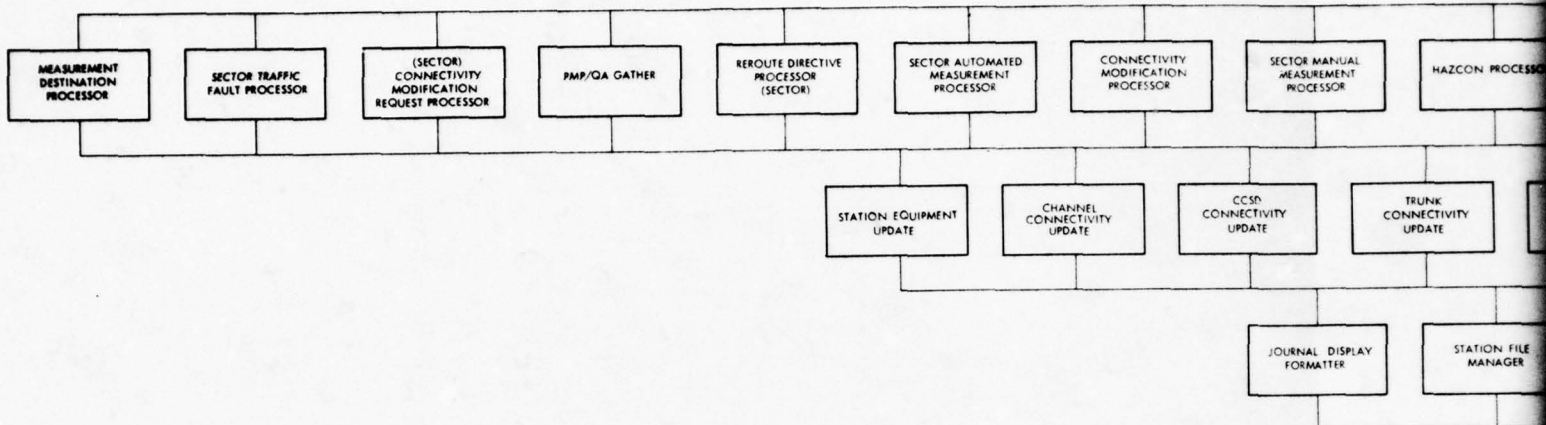 MEASUREMENT
DESTINATION
PROCESSOR
SECTOR TRAFFIC
FAULT PROCESSOR
(SECTOR)
CONNECTIVITY
MODIFICATION
REQUEST PROCESSOR
PMP/QA GATHER
REROUTE DIRECTIVE
PROCESSOR
(SECTOR)
SECTOR AUTOMATED
MEASUREMENT
PROCESSOR
CONNECTIVITY
MODIFICATION
PROCESSOR
SECTOR MANUAL
MEASUREMENT
PROCESSOR
HAZCON PROCESSO
STATION EQUIPMENT
UPDATE
CHANNEL
CONNECTIVITY
UPDATE
CCSD
CONNECTIVITY
UPDATE
TRUNK
CONNECTIVITY
UPDATE
JOURNAL DISPLAY
FORMATTER
STATION FILE
MANAGER